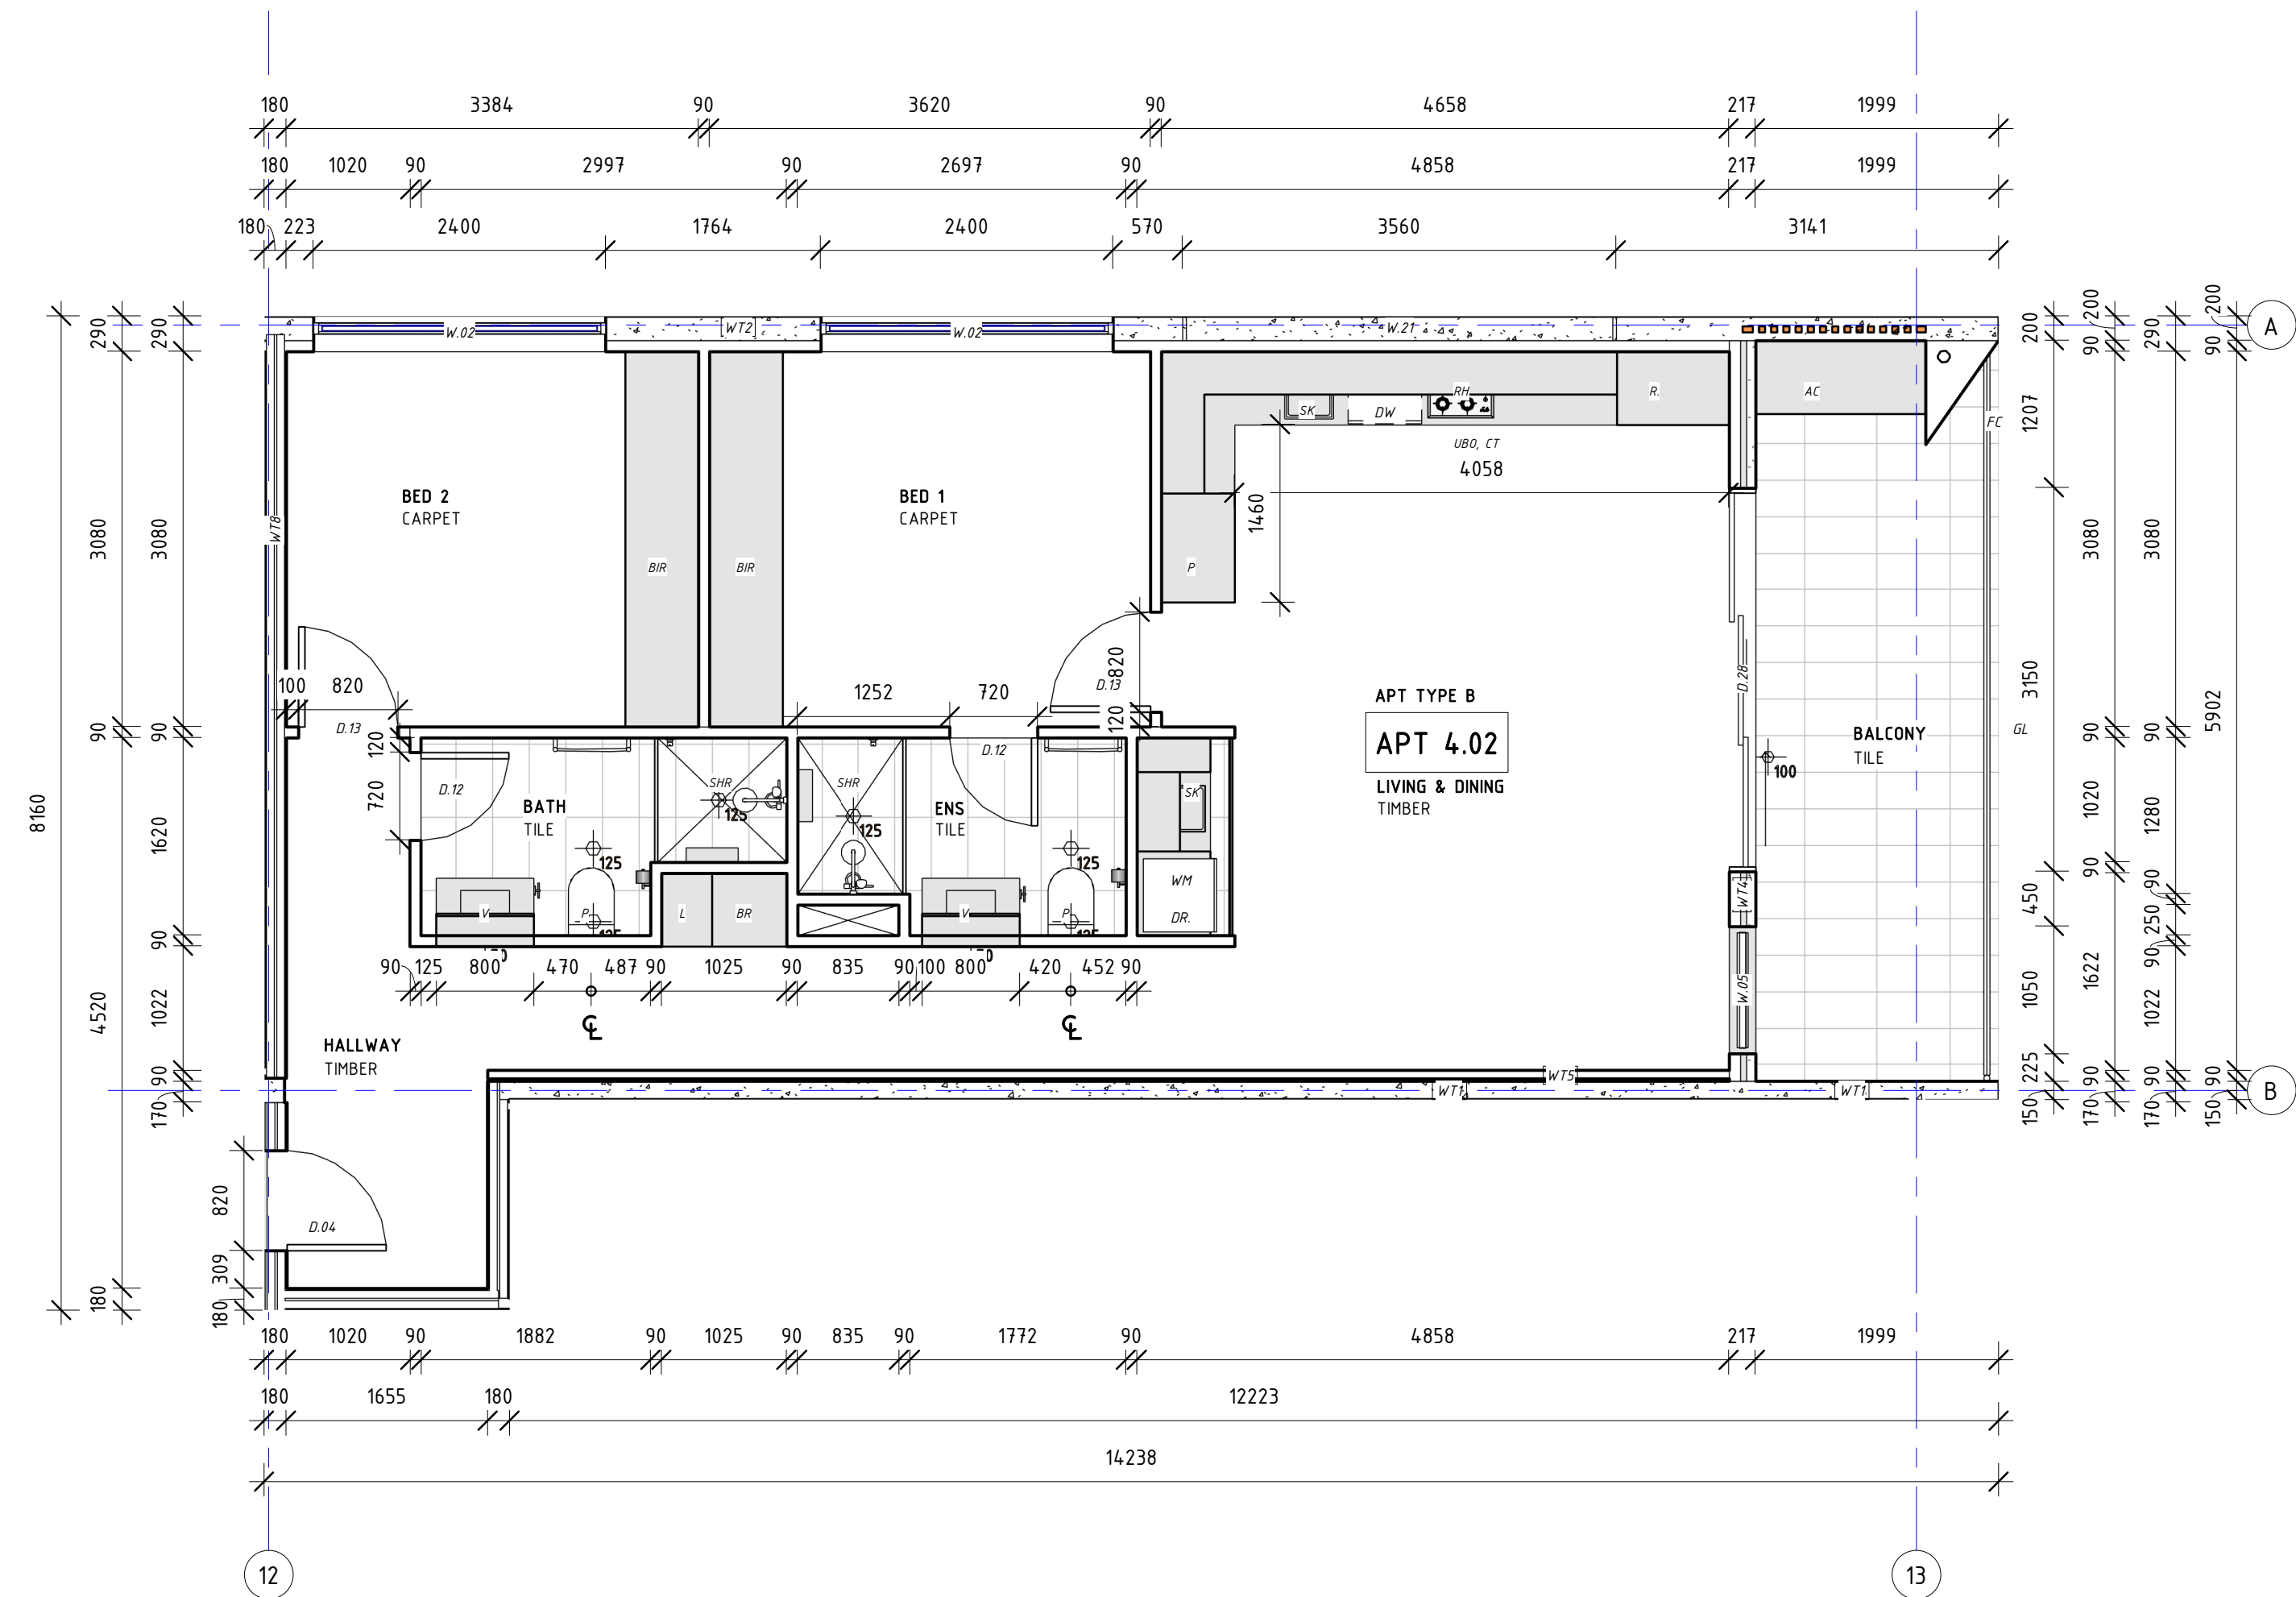 180 3384 90 3620 90 4658 217 1999
180 1020 90 2997 90 2697 90 4858 217 1999
180 223 2400 1764 2400 570 3560 3141
290 290 W.02 WT2 W.02 W.21 200 200 290 200 A
90 90
SK DW RH R. AC FC 1207
UBO, CT
4058
BED 2 BED 1
CARPET CARPET
WT8 1460
3080 3080 BIR BIR P 3080 3080
100 820 1252 720 820 D.13 D.28 3150 5902
D.13 120 D.12 120 APT TYPE B
90 90 APT 4.02 BALCONY GL 90 90
TILE
100
720 D.12 SHR SHR SK LIVING & DINING
BATH ENS TIMBER
TILE TILE
125 125
8160 1620 125 125 1020 1280
WM
V P L BR V P DR. WT4 450 90 90
125 125 250
90 90
90 125 800 470 487 90 1025 90 835 90 100 800 420 452 90
4520 1022 W.05 1050 1622 1022
℄ ℄
HALLWAY
TIMBER
90 WT5 225 90 90 90
170 WT1 WT1 150 170 170 150 B
820
D.04
309
180 180
180 1020 90 1882 90 1025 90 835 90 1772 90 4858 217 1999
180 1655 180 12223
14238
12 13